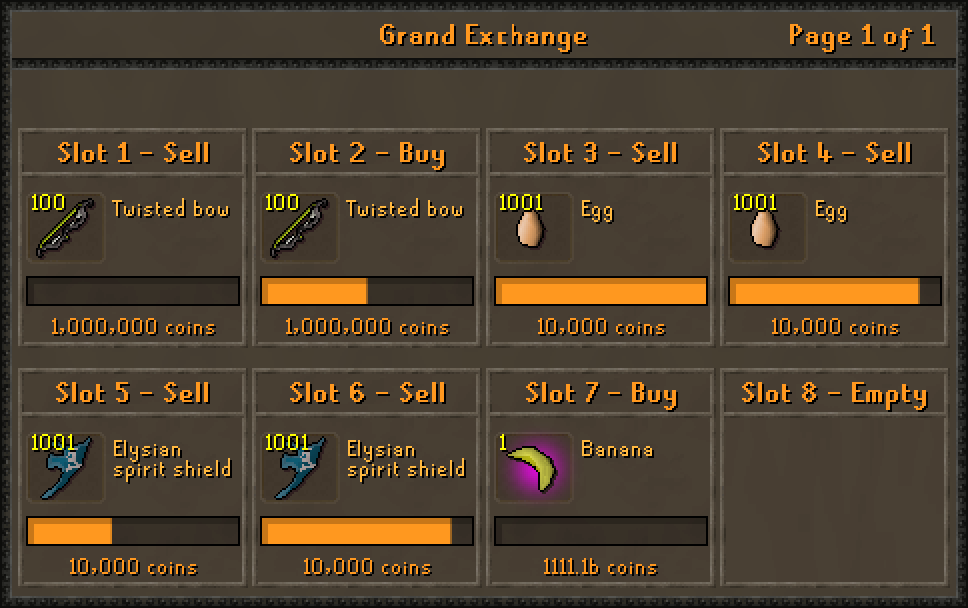 Grand Exchange
Page 1 of 1
Slot 1 - Sell
100
Twisted bow
1,000,000 coins
Slot 2 - Buy
100
Twisted bow
1,000,000 coins
Slot 3 - Sell
1001
Egg
10,000 coins
Slot 4 - Sell
1001
Egg
10,000 coins
Slot 5 - Sell
1001
Elysian
spirit shield
10,000 coins
Slot 6 - Sell
1001
Elysian
spirit shield
10,000 coins
Slot 7 - Buy
1
Banana
1111.1b coins
Slot 8 - Empty